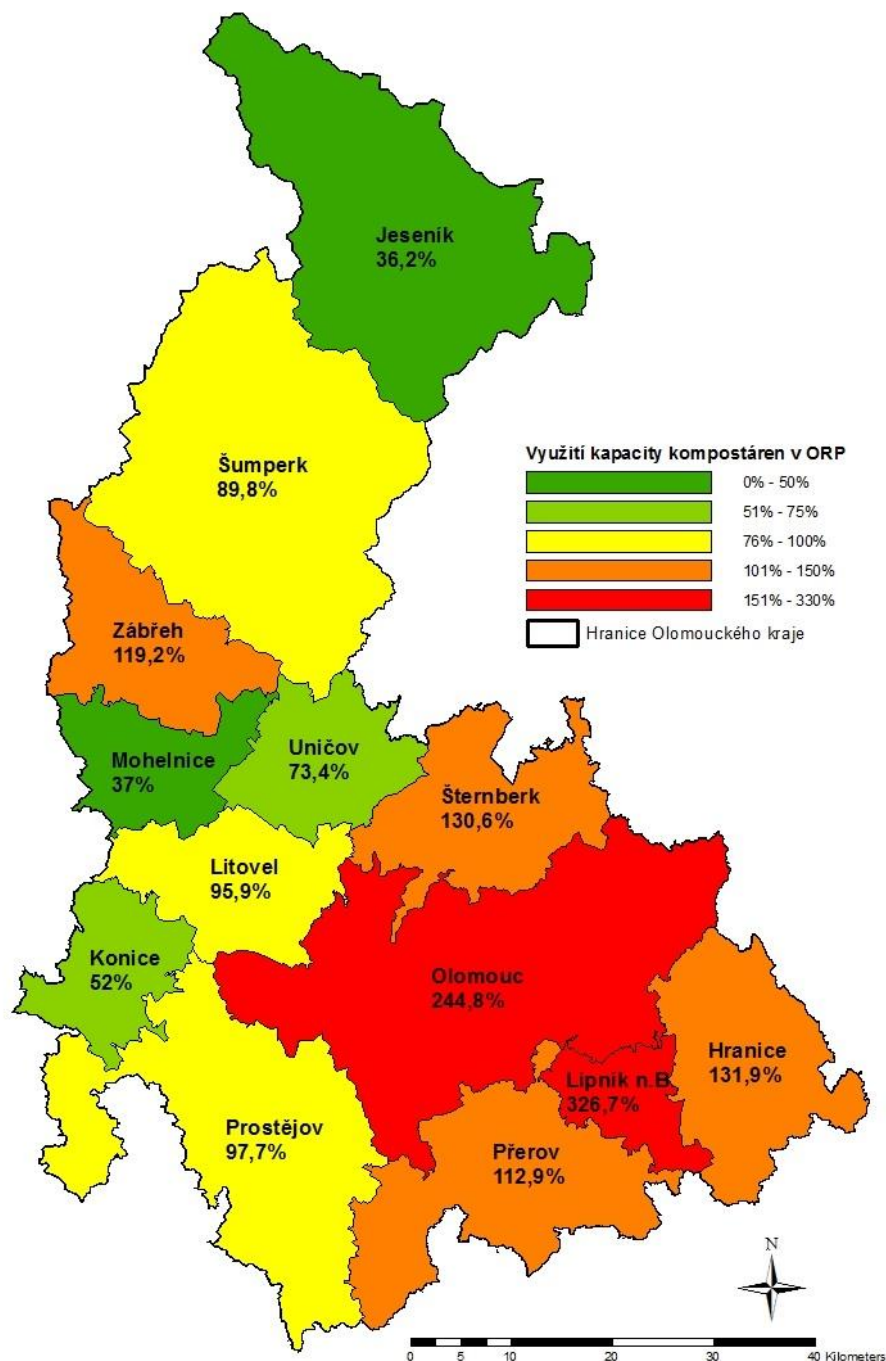 Jeseník
36,2%
Šumperk
89,8%
Využití kapacity kompostáren v ORP
0% - 50%
51% - 75%
76% - 100%
101% - 150%
151% - 330%
Hranice Olomouckého kraje
Zábřeh
119,2%
Mohelnice
37%
Uničov
73,4%
Šternberk
130,6%
Litovel
95,9%
Konice
52%
Olomouc
244,8%
Hranice
131,9%
Lipník n.B
326,7%
Prostějov
97,7%
Přerov
112,9%
N
0 5 10 20 30 40 Kilometers